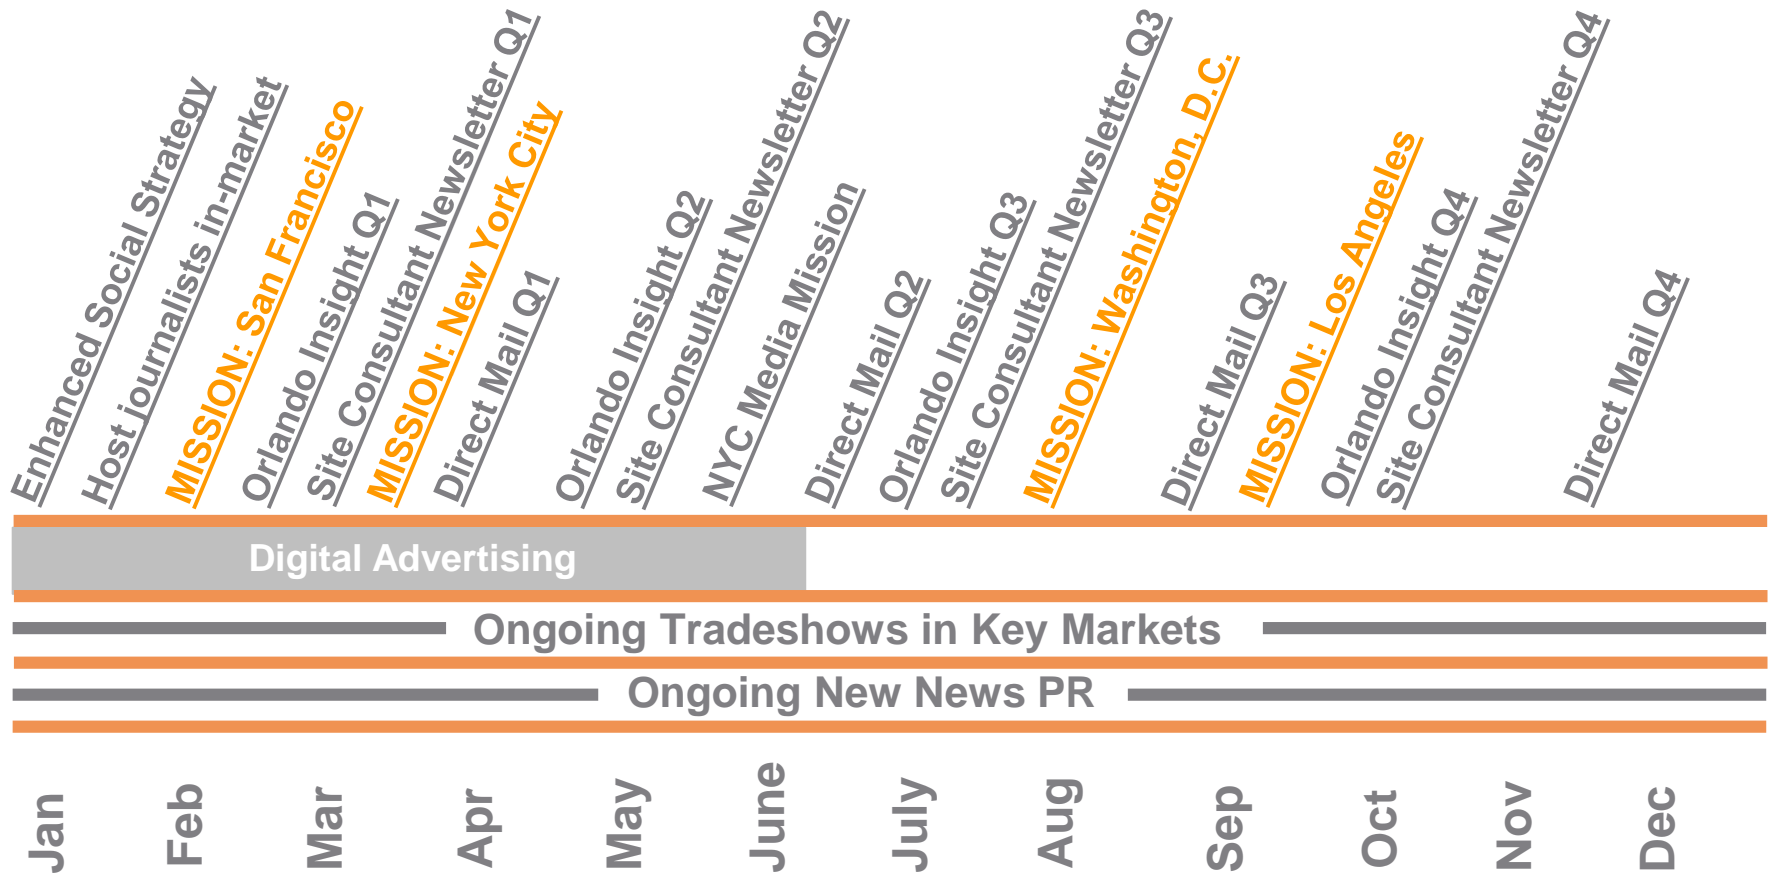 Enhanced Social Strategy
Host journalists in-market
MISSION: San Francisco
Orlando Insight Q1
Site Consultant Newsletter Q1
MISSION: New York City
Direct Mail Q1
Orlando Insight Q2
Site Consultant Newsletter Q2
NYC Media Mission
Direct Mail Q2
Orlando Insight Q3
Site Consultant Newsletter Q3
MISSION: Washington, D.C.
Direct Mail Q3
MISSION: Los Angeles
Orlando Insight Q4
Site Consultant Newsletter Q4
Direct Mail Q4
Digital Advertising
Ongoing Tradeshows in Key Markets
Ongoing New News PR
Jan
Feb
Mar
Apr
May
June
July
Aug
Sep
Oct
Nov
Dec